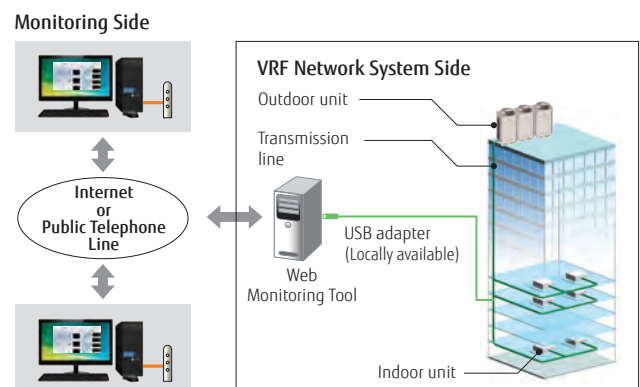 Monitoring Side
VRF Network System Side
Outdoor unit
Transmission
line
Internet
or
Public Telephone
Line
USB adapter
(Locally available)
Web
Monitoring Tool
Indoor unit